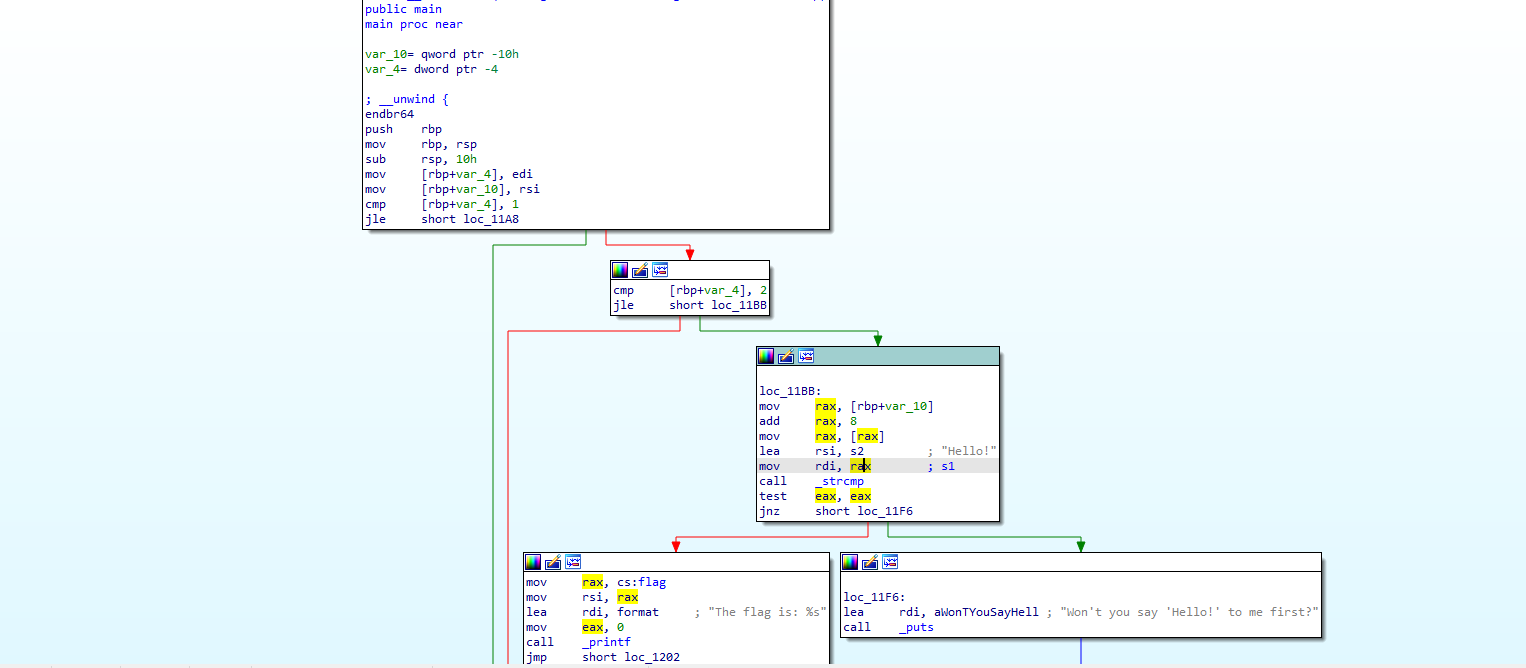 public main
main proc near
var_10= qword ptr -10h
var_4= dword ptr -4
; __unwind {
endbr64
push rbp
mov rbp, rsp
sub rsp, 10h
mov [rbp+var_4], edi
mov [rbp+var_10], rsi
cmp [rbp+var_4], 1
jle short loc_11A8
cmp [rbp+var_4], 2
jle short loc_11BB
loc_11BB:
mov rax, [rbp+var_10]
add rax, 8
mov rax, [rax]
lea rsi, s2 ; "Hello!"
mov rdi, rax ; s1
call _strcmp
test eax, eax
jnz short loc_11F6
mov rax, cs:flag
mov rsi, rax
lea rdi, format ; "The flag is: %s"
mov eax, 0
call _printf
jmp short loc_1202
loc_11F6:
lea rdi, aWonTYouSayHell ; "Won't you say 'Hello!' to me first?"
call _puts